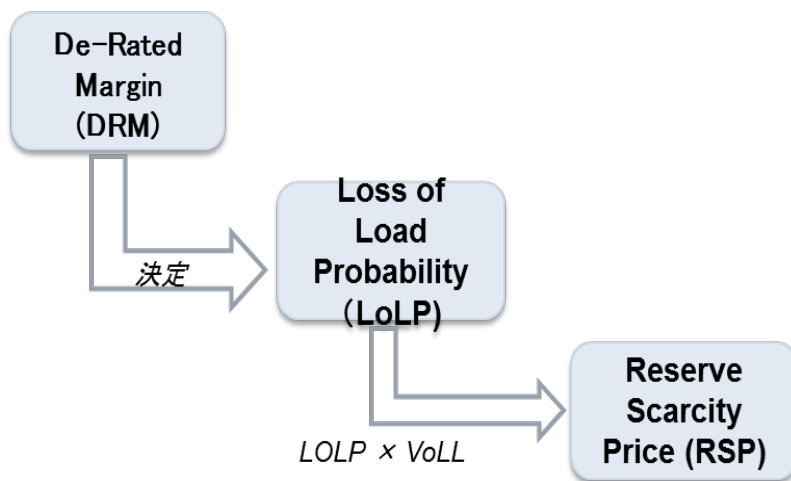 De-Rated
Margin
(DRM)
決定
Loss of
Load
Probability
(LoLP)
LOLP × VoLL
Reserve
Scarcity
Price (RSP)